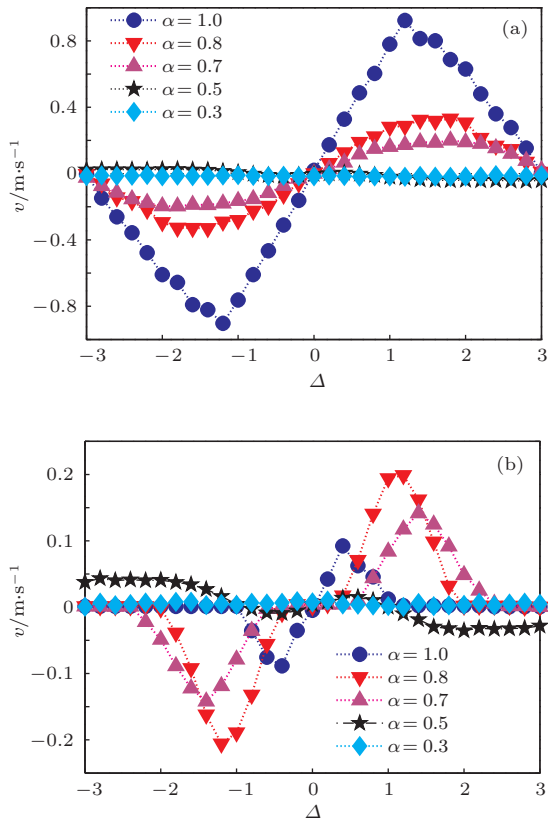 (a)
α = 1.0
α = 0.8
α = 0.7
α = 0.5
α = 0.3
0.8
0.4
0
−0.4
−0.8
v/m·s⁻¹
−3 −2 −1 0 1 2 3
Δ
(b)
0.2
0.1
0
−0.1
−0.2
v/m·s⁻¹
α = 1.0
α = 0.8
α = 0.7
α = 0.5
α = 0.3
−3 −2 −1 0 1 2 3
Δ